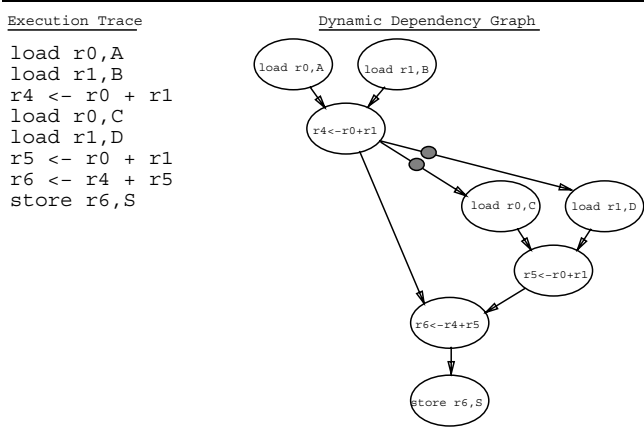 Execution Trace
load r0,A
load r1,B
r4 <- r0 + r1
load r0,C
load r1,D
r5 <- r0 + r1
r6 <- r4 + r5
store r6,S
Dynamic Dependency Graph
load r0,A
load r1,B
r4<-r0+r1
load r0,C
load r1,D
r5<-r0+r1
r6<-r4+r5
store r6,S